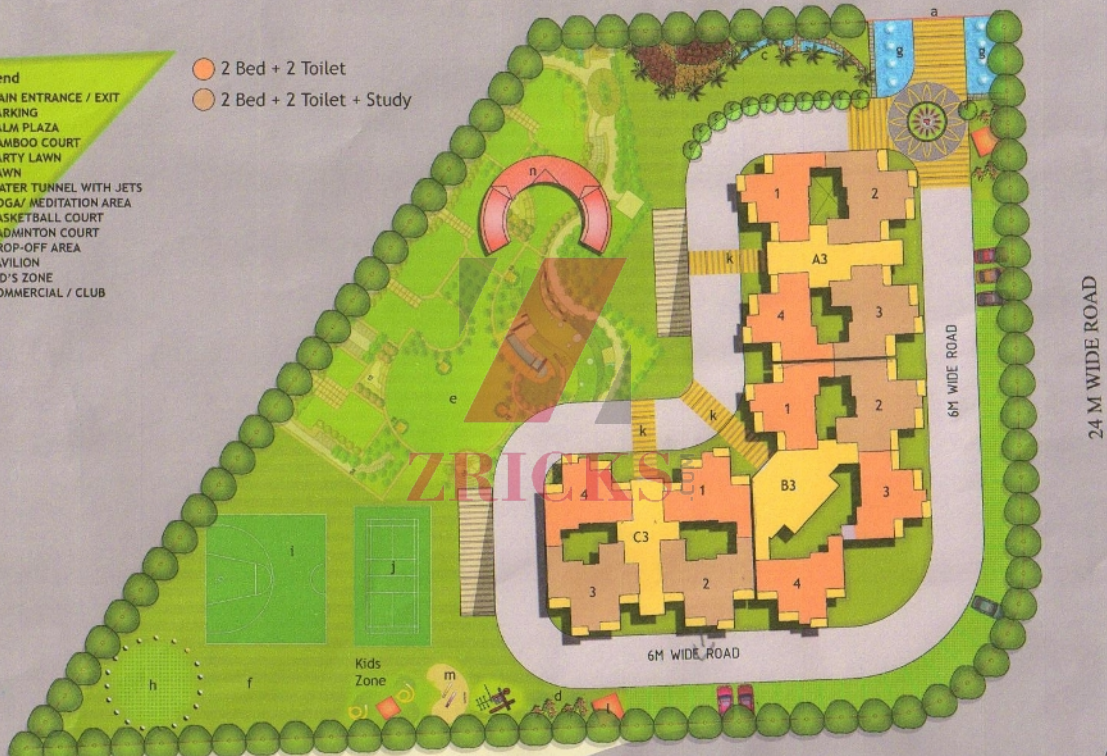 end
AIN ENTRANCE / EXIT
ARKING
ALM PLAZA
AMBOO COURT
ARTY LAWN
AWN
ATER TUNNEL WITH JETS
OGA/ MEDITATION AREA
ASKETBALL COURT
ADMINTON COURT
ROP-OFF AREA
AVILION
D'S ZONE
OMMERCIAL / CLUB
2 Bed + 2 Toilet
2 Bed + 2 Toilet + Study
a
g
g
c
n
1
2
A3
k
4
3
1
2
B3
3
4
k
k
e
4
1
C3
3
2
6M WIDE ROAD
24 M WIDE ROAD
ZRICKS
.COM
i
j
h
f
Kids
Zone
m
l
d
l
6M WIDE ROAD